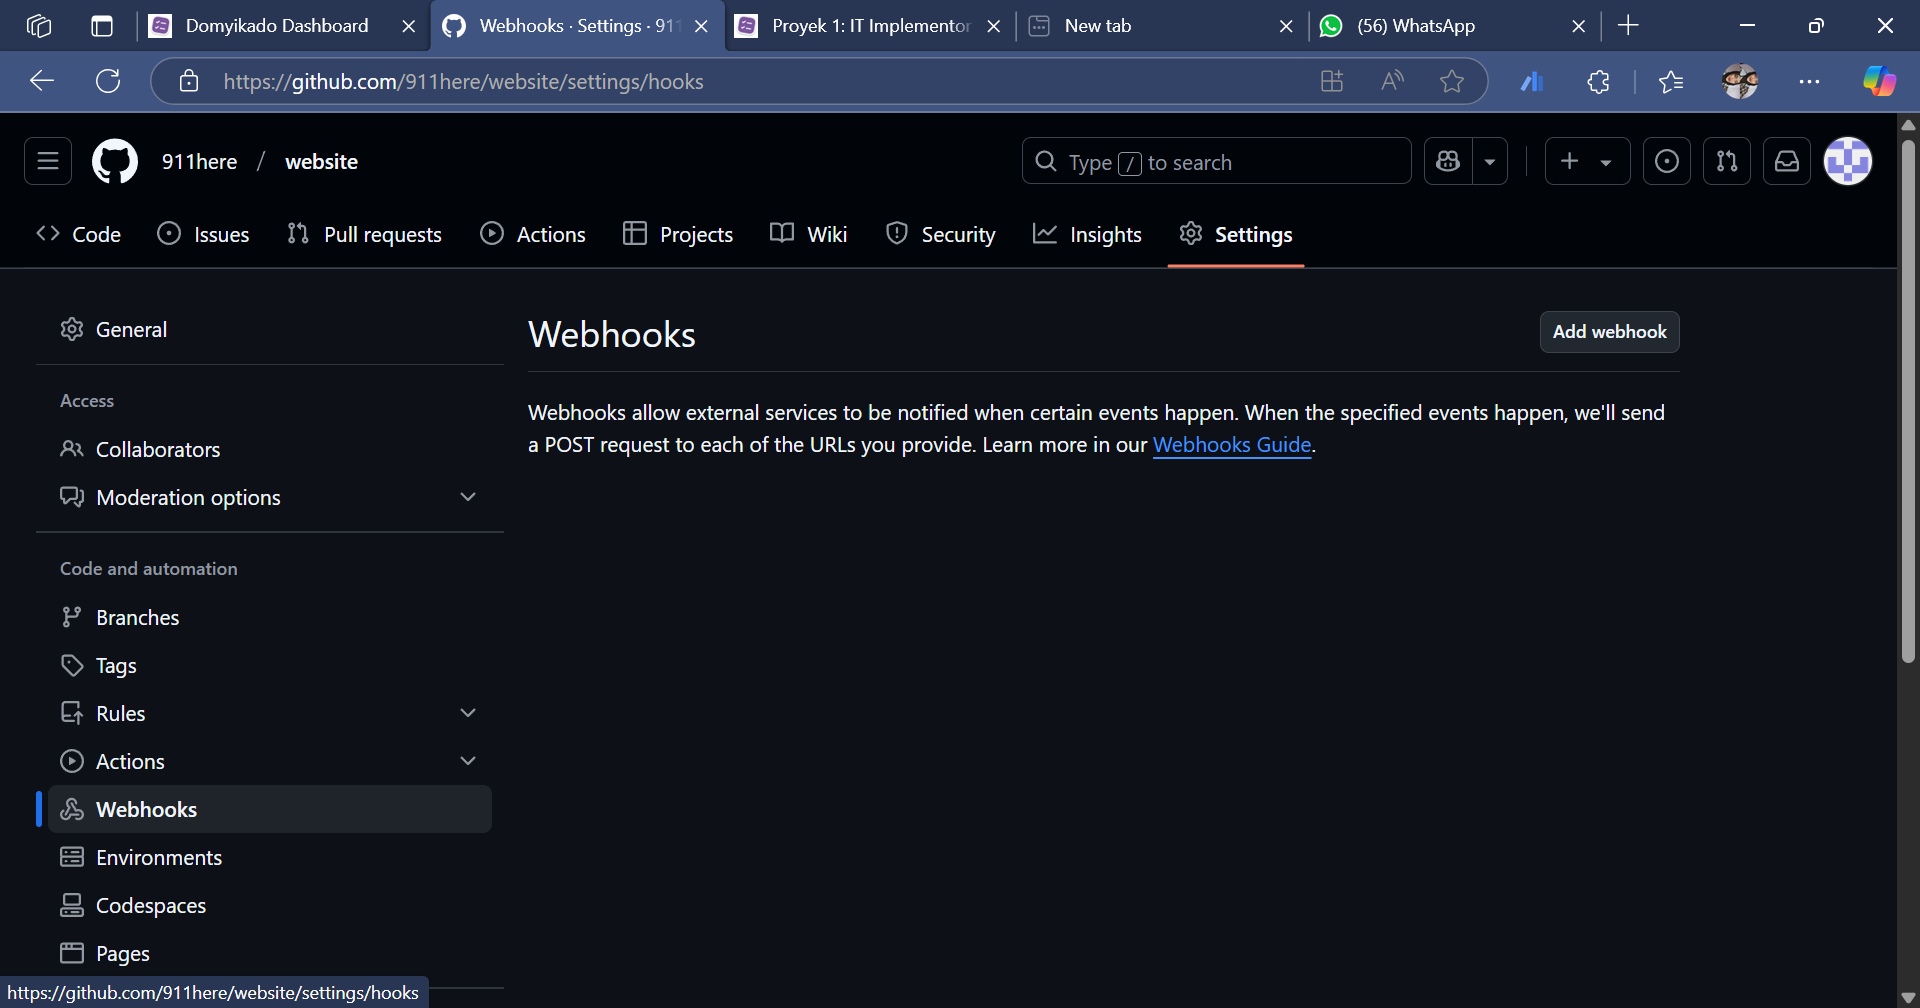 Domyikado Dashboard
Webhooks · Settings · 911
Proyek 1: IT Implementor
New tab
(56) WhatsApp
https://github.com/911here/website/settings/hooks
911here / website
Type / to search
Code
Issues
Pull requests
Actions
Projects
Wiki
Security
Insights
Settings
General
Access
Collaborators
Moderation options
Code and automation
Branches
Tags
Rules
Actions
Webhooks
Environments
Codespaces
Pages
Webhooks
Add webhook
Webhooks allow external services to be notified when certain events happen. When the specified events happen, we'll send
a POST request to each of the URLs you provide. Learn more in our Webhooks Guide.
https://github.com/911here/website/settings/hooks